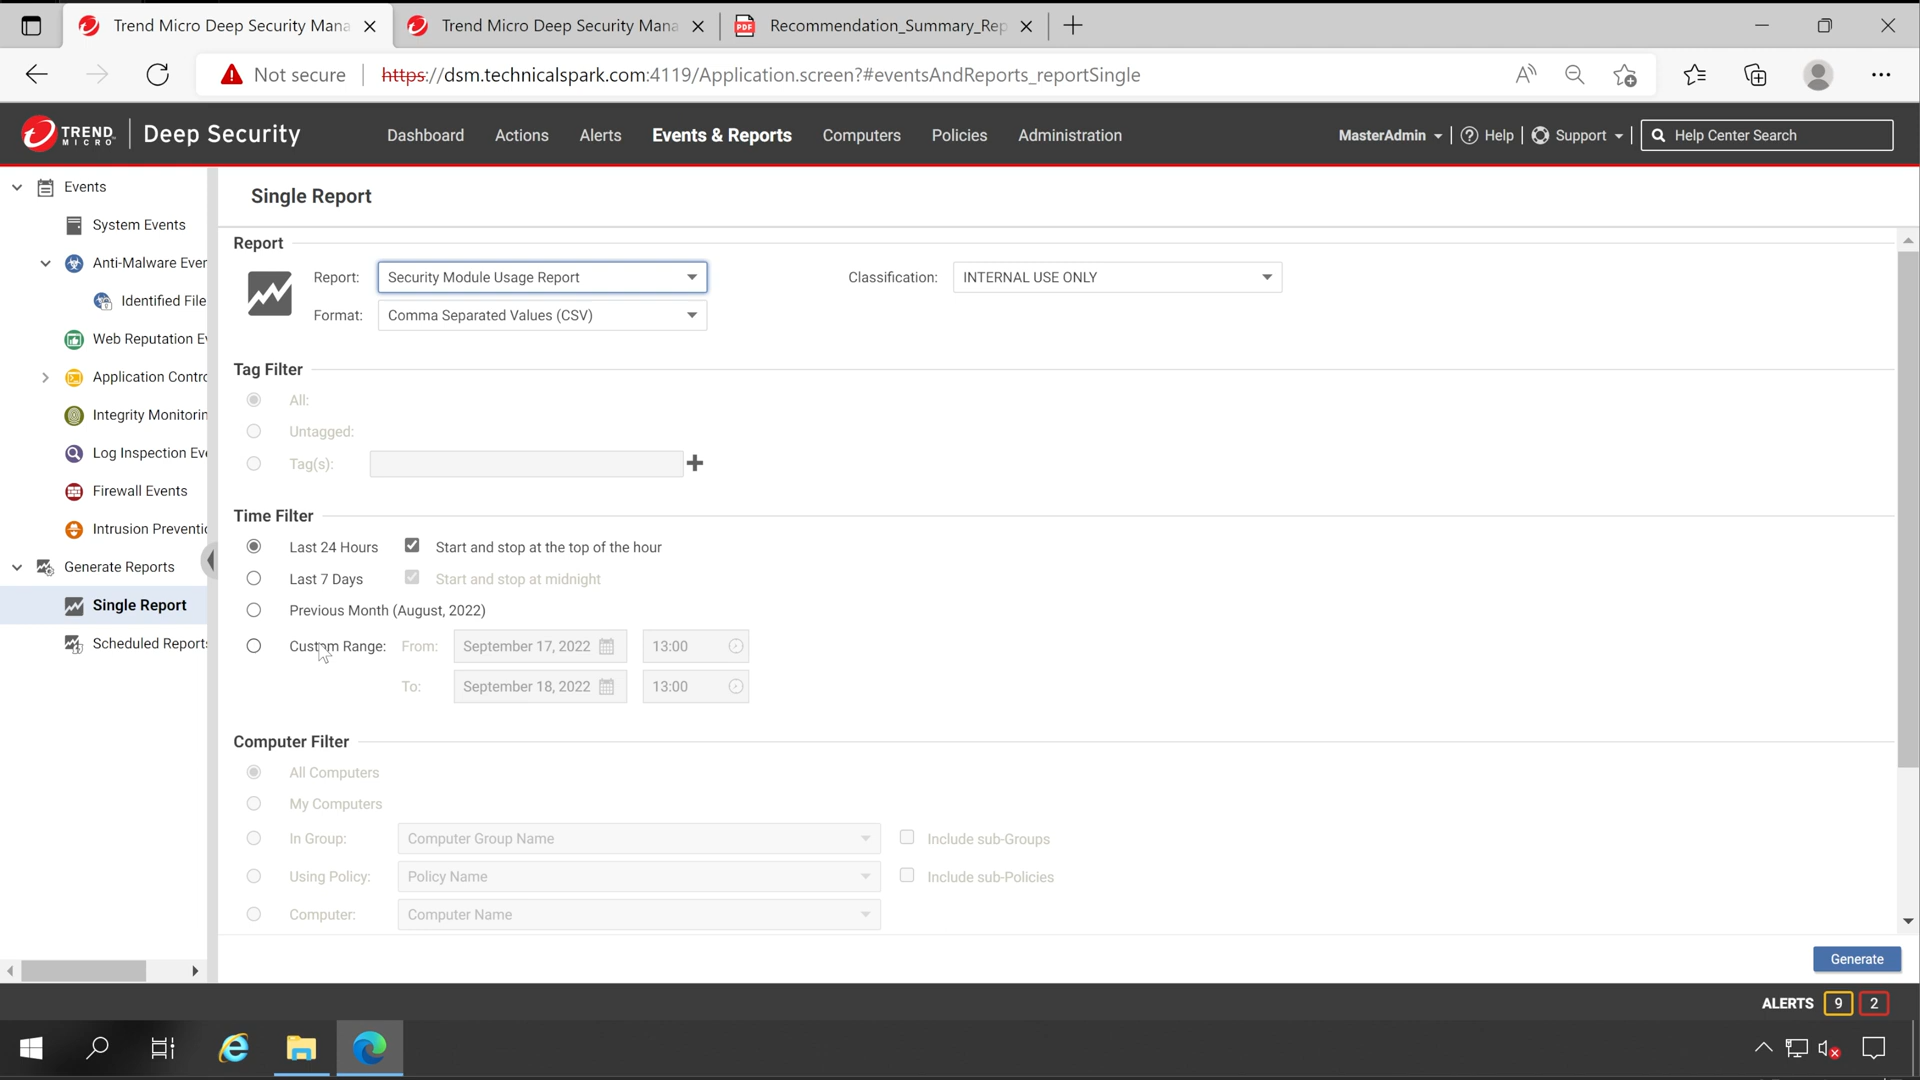 Trend Micro Deep Security Mana
Trend Micro Deep Security Mana
PDF
Recommendation_Summary_Rep
Not secure
https://dsm.technicalspark.com:4119/Application.screen?#eventsAndReports_reportSingle
TREND MICRO
Deep Security
Dashboard
Actions
Alerts
Events & Reports
Computers
Policies
Administration
MasterAdmin
Help
Support
Help Center Search
Events
System Events
Anti-Malware Even
Identified File
Web Reputation Ev
Application Contro
Integrity Monitorin
Log Inspection Eve
Firewall Events
Intrusion Preventio
Generate Reports
Single Report
Scheduled Reports
Single Report
Report
Report: Security Module Usage Report
Classification: INTERNAL USE ONLY
Format: Comma Separated Values (CSV)
Tag Filter
All:
Untagged:
Tag(s):
Time Filter
Last 24 Hours Start and stop at the top of the hour
Last 7 Days Start and stop at midnight
Previous Month (August, 2022)
Custom Range: From: September 17, 2022 13:00
To: September 18, 2022 13:00
Computer Filter
All Computers
My Computers
In Group: Computer Group Name Include sub-Groups
Using Policy: Policy Name Include sub-Policies
Computer: Computer Name
Generate
ALERTS 9 2